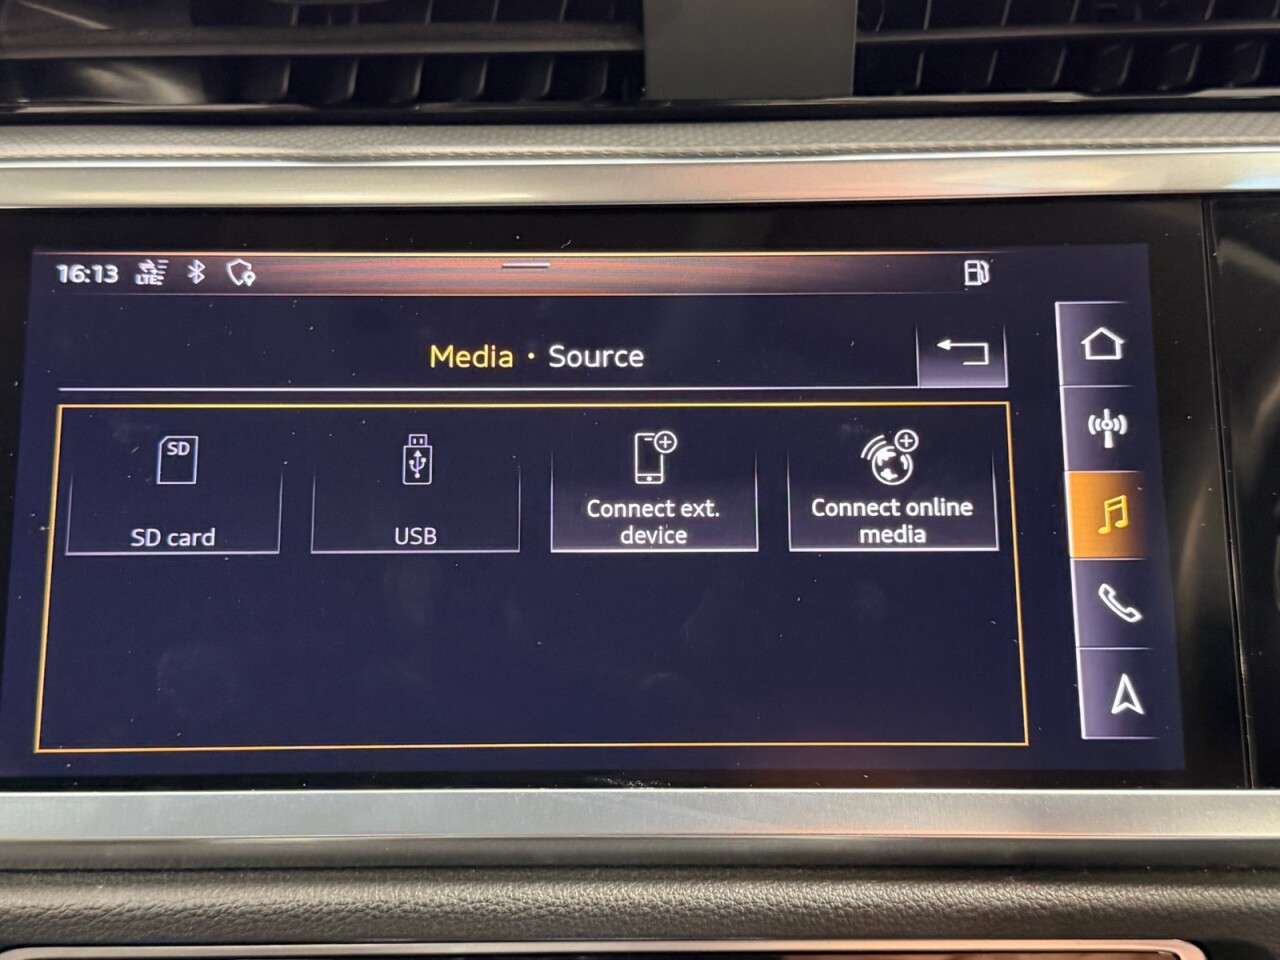 16:13 LTE
Media · Source
SD
SD card
USB
Connect ext.
device
Connect online
media